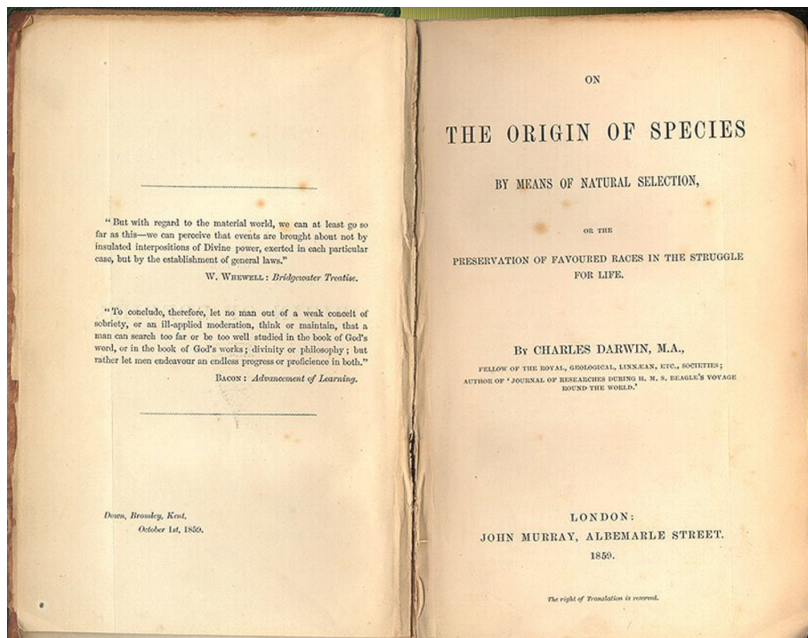 "But with regard to the material world, we can at least go so
far as this—we can perceive that events are brought about not by
insulated interpositions of Divine power, exerted in each particular
case, but by the establishment of general laws."
W. WHEWELL: Bridgewater Treatise.
"To conclude, therefore, let no man out of a weak conceit of
sobriety, or an ill-applied moderation, think or maintain, that a
man can search too far or be too well studied in the book of God's
word, or in the book of God's works; divinity or philosophy; but
rather let men endeavour an endless progress or proficience in both."
BACON: Advancement of Learning.
Down, Bromley, Kent,
October 1st, 1859.
ON
THE ORIGIN OF SPECIES
BY MEANS OF NATURAL SELECTION,
OR THE
PRESERVATION OF FAVOURED RACES IN THE STRUGGLE
FOR LIFE.
BY CHARLES DARWIN, M.A.,
FELLOW OF THE ROYAL, GEOLOGICAL, LINNÆAN, ETC., SOCIETIES;
AUTHOR OF 'JOURNAL OF RESEARCHES DURING H. M. S. BEAGLE'S VOYAGE
ROUND THE WORLD.'
LONDON:
JOHN MURRAY, ALBEMARLE STREET.
1859.
The right of Translation is reserved.